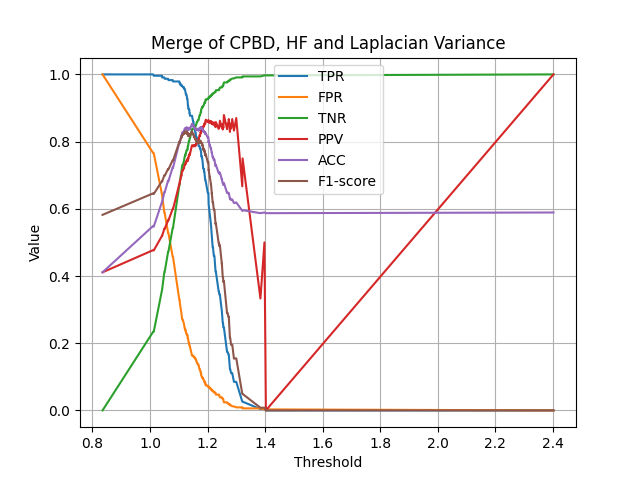 Merge of CPBD, HF and Laplacian Variance
TPR
FPR
TNR
PPV
ACC
F1-score
1.0
0.8
0.6
0.4
0.2
0.0
Value
0.8 1.0 1.2 1.4 1.6 1.8 2.0 2.2 2.4
Threshold